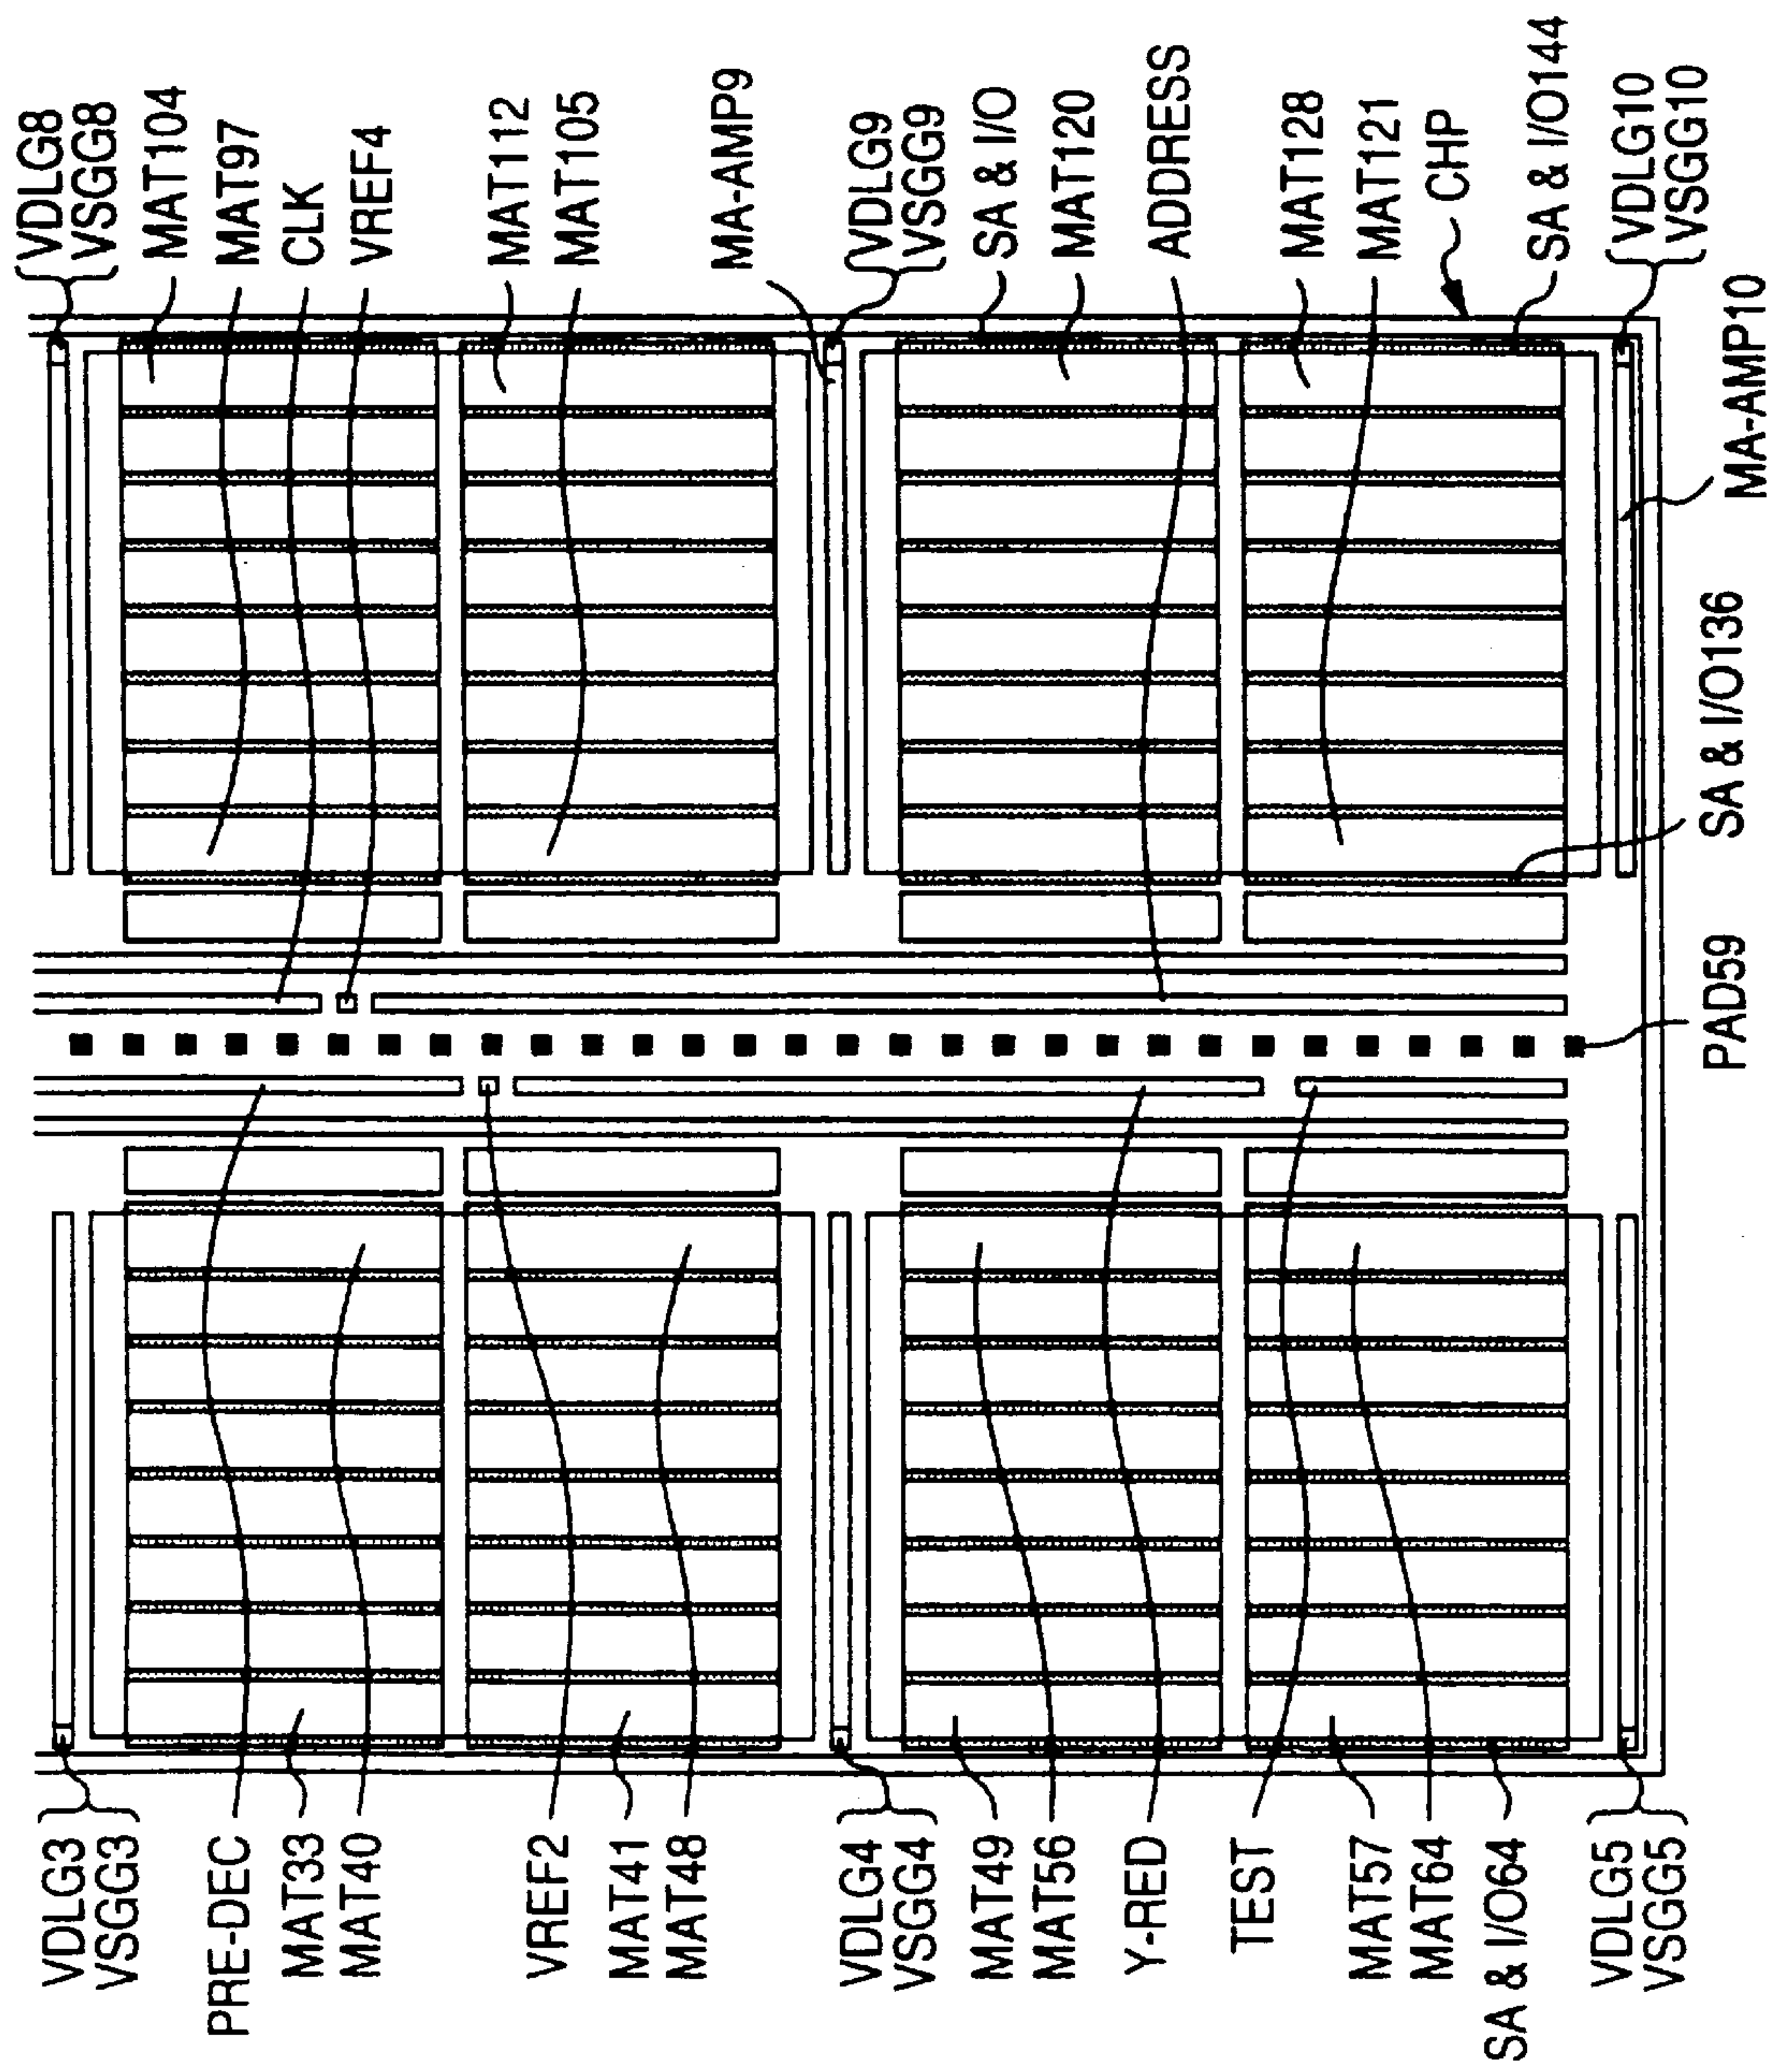 VDLG8
VSGG8
MAT104
MAT97
CLK
VREF4
MAT112
MAT105
MA-AMP9
VDLG9
VSGG9
SA & I/O
MAT120
ADDRESS
MAT128
MAT121
CHP
SA & I/O144
VDLG10
VSGG10
MA-AMP10
SA & I/O136
PAD59
VDLG3
VSGG3
PRE-DEC
MAT33
MAT40
VREF2
MAT41
MAT48
VDLG4
VSGG4
MAT49
MAT56
Y-RED
TEST
MAT57
MAT64
SA & I/O64
VDLG5
VSGG5